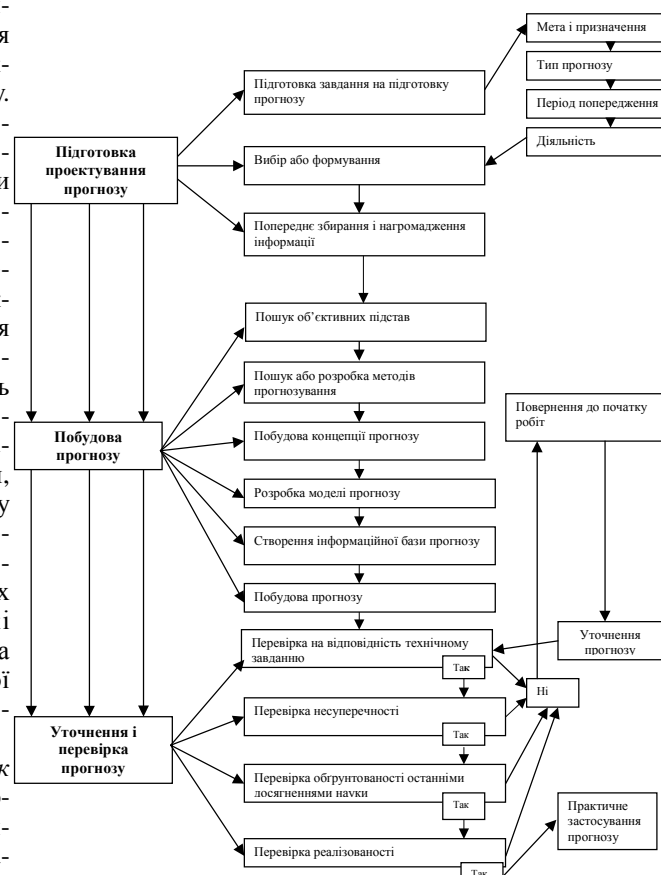 Мета і призначення
Тип прогнозу
Період попередження
Діяльність
Підготовка завдання на підготовку
прогнозу
Вибір або формування
Попереднє збирання і нагромадження
інформації
Підготовка
проектування
прогнозу
Пошук об’єктивних підстав
Пошук або розробка методів
прогнозування
Побудова концепції прогнозу
Розробка моделі прогнозу
Створення інформаційної бази прогнозу
Побудова прогнозу
Побудова
прогнозу
Повернення до початку
робіт
Уточнення
прогнозу
Перевірка на відповідність технічному
завданню
Так
Ні
Перевірка несуперечності
Так
Перевірка обґрунтованості останніми
досягненнями науки
Так
Перевірка реалізованості
Так
Уточнення і
перевірка
прогнозу
Практичне
застосування
прогнозу